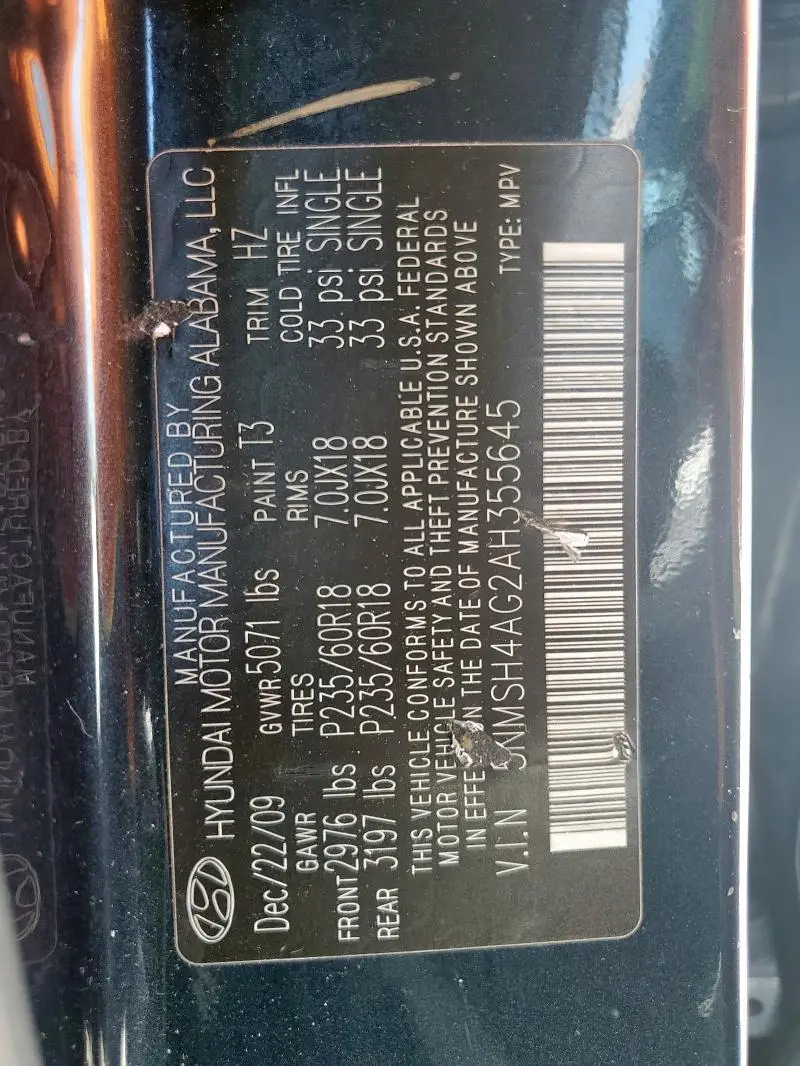 MANUFACTURED BY
HYUNDAI MOTOR MANUFACTURING ALABAMA, LLC
Dec/22/09 GVWR 5071 lbs PAINT T3 TRIM HZ
GAWR TIRES RIMS COLD TIRE INFL
FRONT 2976 lbs P235/60R18 7.0JX18 33 psi SINGLE
REAR 3197 lbs P235/60R18 7.0JX18 33 psi SINGLE
THIS VEHICLE CONFORMS TO ALL APPLICABLE U.S.A. FEDERAL
MOTOR VEHICLE SAFETY AND THEFT PREVENTION STANDARDS
IN EFFE IN THE DATE OF MANUFACTURE SHOWN ABOVE
V.I.N 5NMSH4AG2AH355645 TYPE: MPV